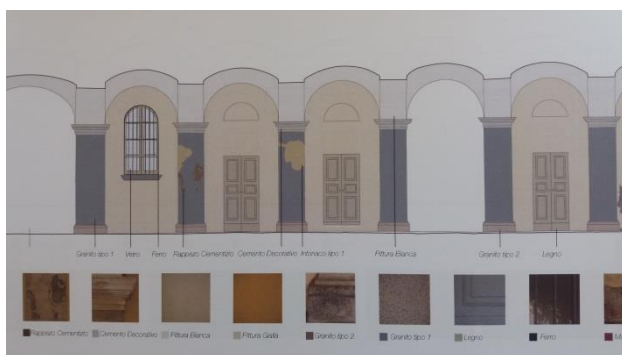 Granito tipo 1 Vetro Ferro Rappezzo Cementizio Cemento Decorativo Intonaco tipo 1 Pittura Bianca Granito tipo 2 Legno
Rappezzo Cementizio Cemento Decorativo Pittura Bianca Pittura Gialla Granito tipo 2 Granito tipo 1 Legno Ferro